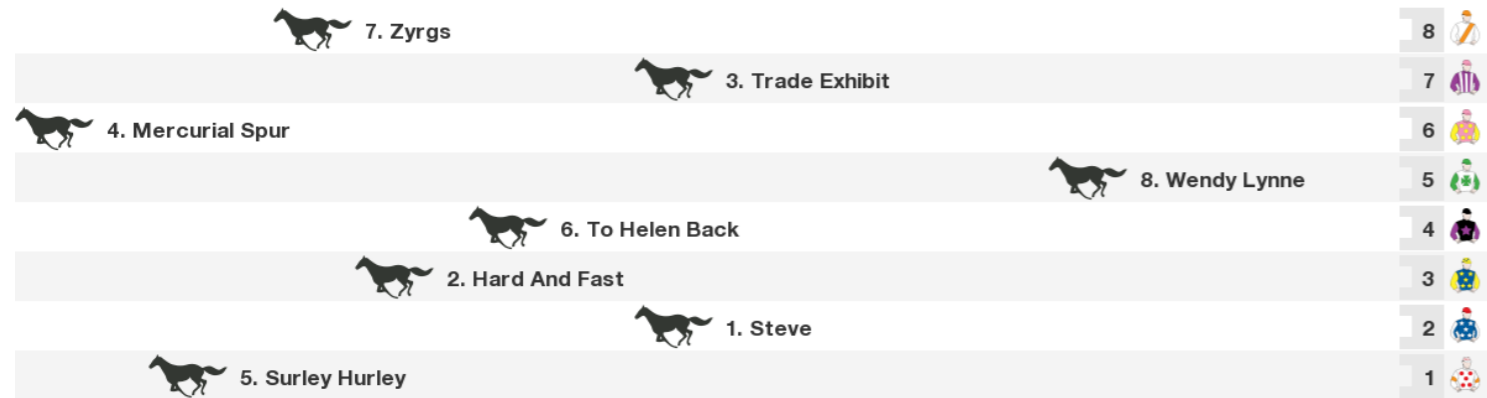 7. Zyrgs 8
3. Trade Exhibit 7
4. Mercurial Spur 6
8. Wendy Lynne 5
6. To Helen Back 4
2. Hard And Fast 3
1. Steve 2
5. Surley Hurley 1